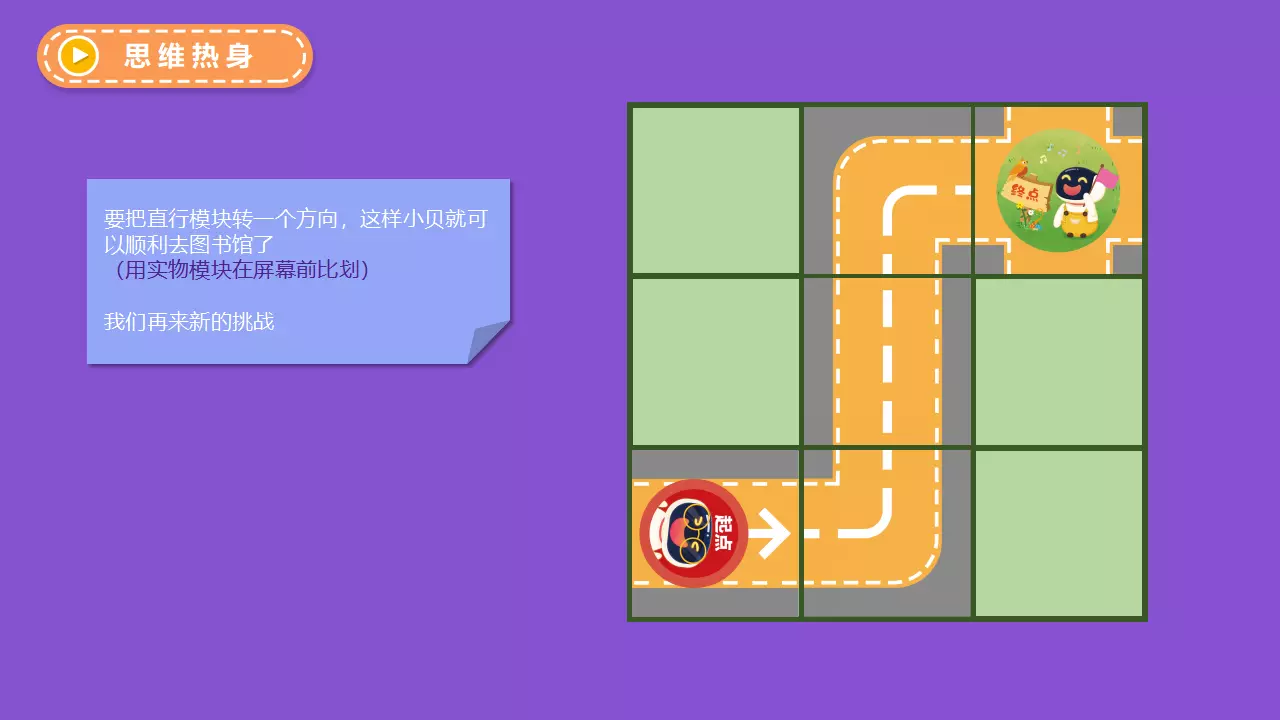 思维热身
要把直行模块转一个方向，这样小贝就可
以顺利去图书馆了
（用实物模块在屏幕前比划）
我们再来新的挑战
终点
起点